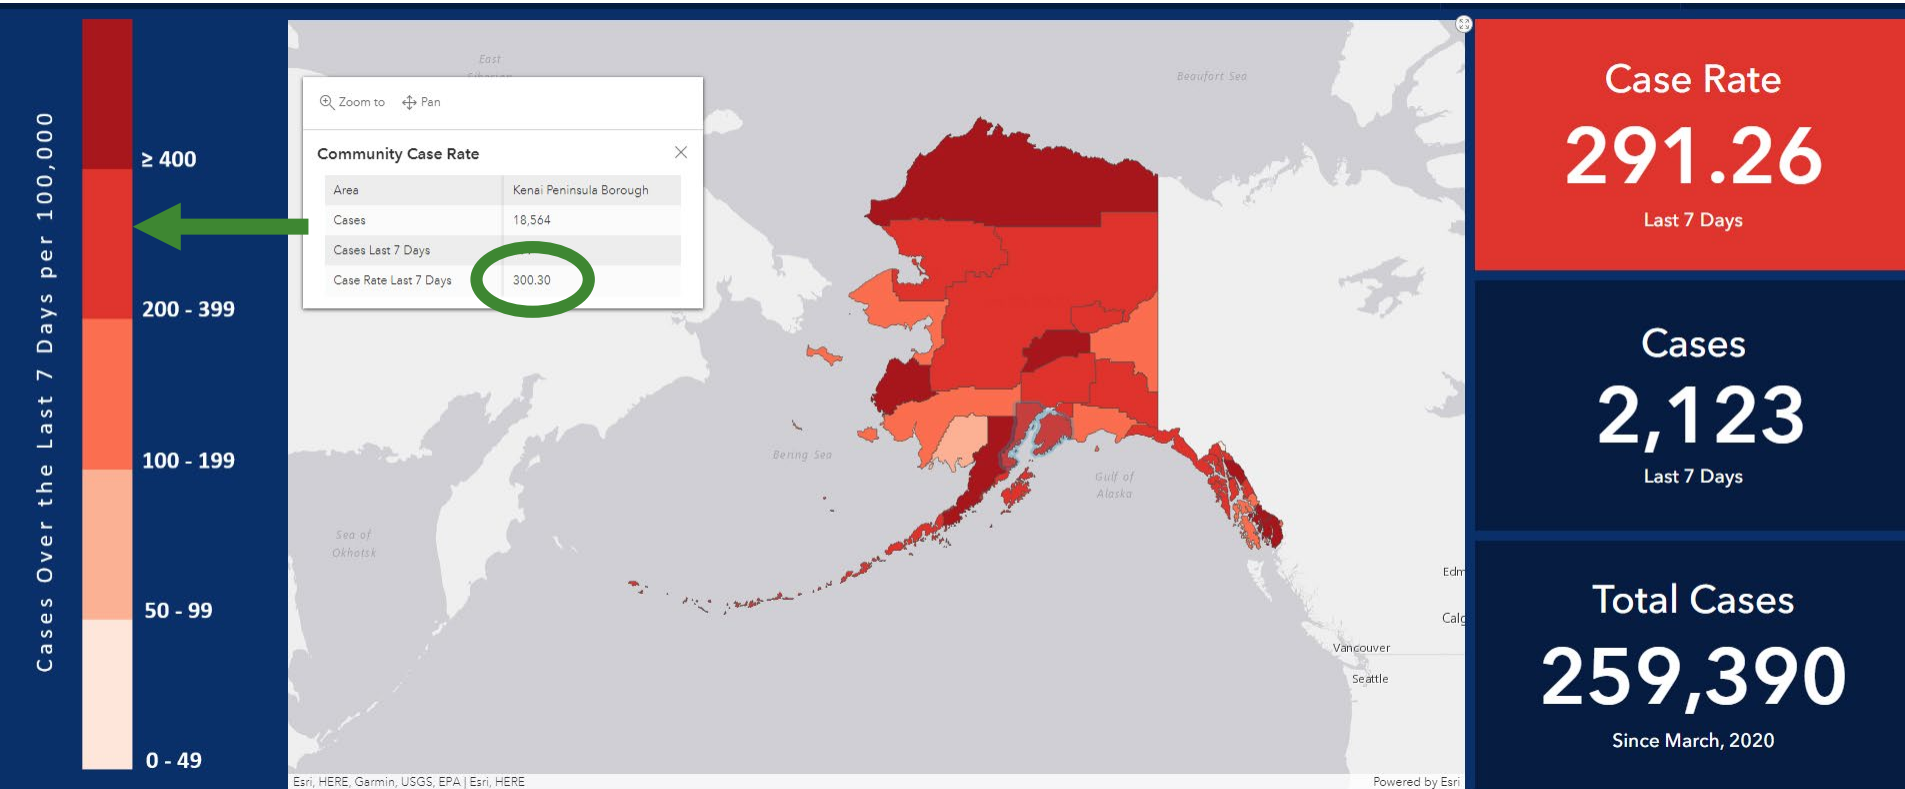 Cases Over the Last 7 Days per 100,000
≥ 400
200 - 399
100 - 199
50 - 99
0 - 49
East
Siberian
Zoom to Pan
Community Case Rate
Area Kenai Peninsula Borough
Cases 18,564
Cases Last 7 Days
Case Rate Last 7 Days 300.30
Beaufort Sea
Bering Sea
Gulf of
Alaska
Sea of
Okhotsk
Edm
Calg
Vancouver
Seattle
Esri, HERE, Garmin, USGS, EPA | Esri, HERE
Powered by Esri
Case Rate
291.26
Last 7 Days
Cases
2,123
Last 7 Days
Total Cases
259,390
Since March, 2020